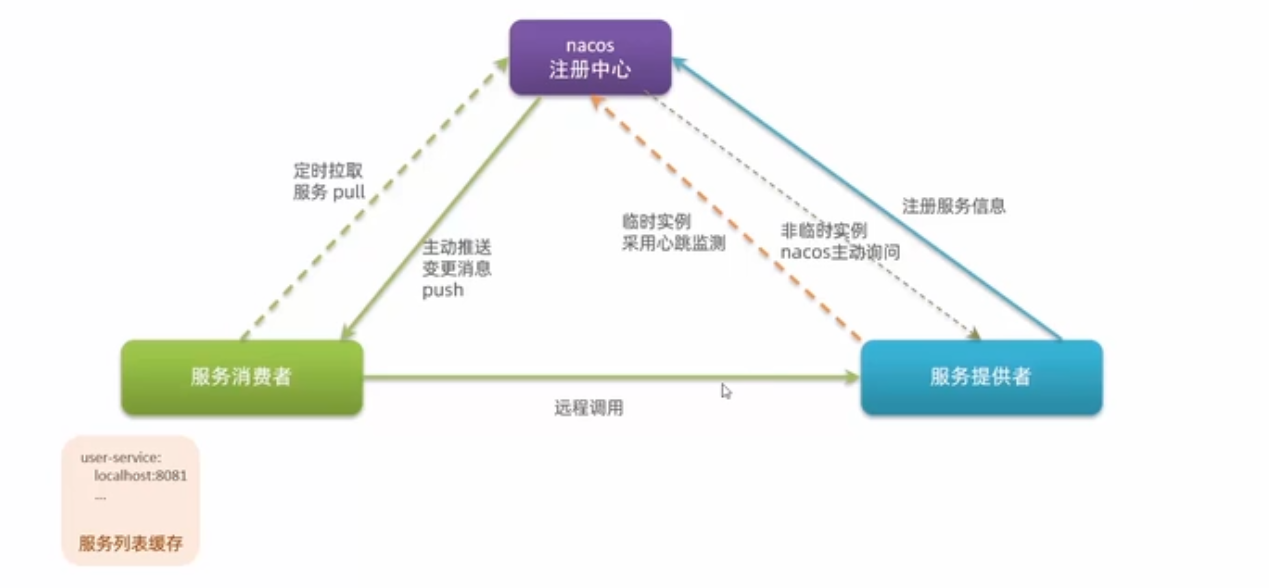 nacos
注册中心
定时拉取
服务 pull
主动推送
变更消息
push
临时实例
采用心跳监测
非临时实例
nacos主动询问
注册服务信息
服务消费者
服务提供者
远程调用
user-service:
localhost:8081
...
服务列表缓存